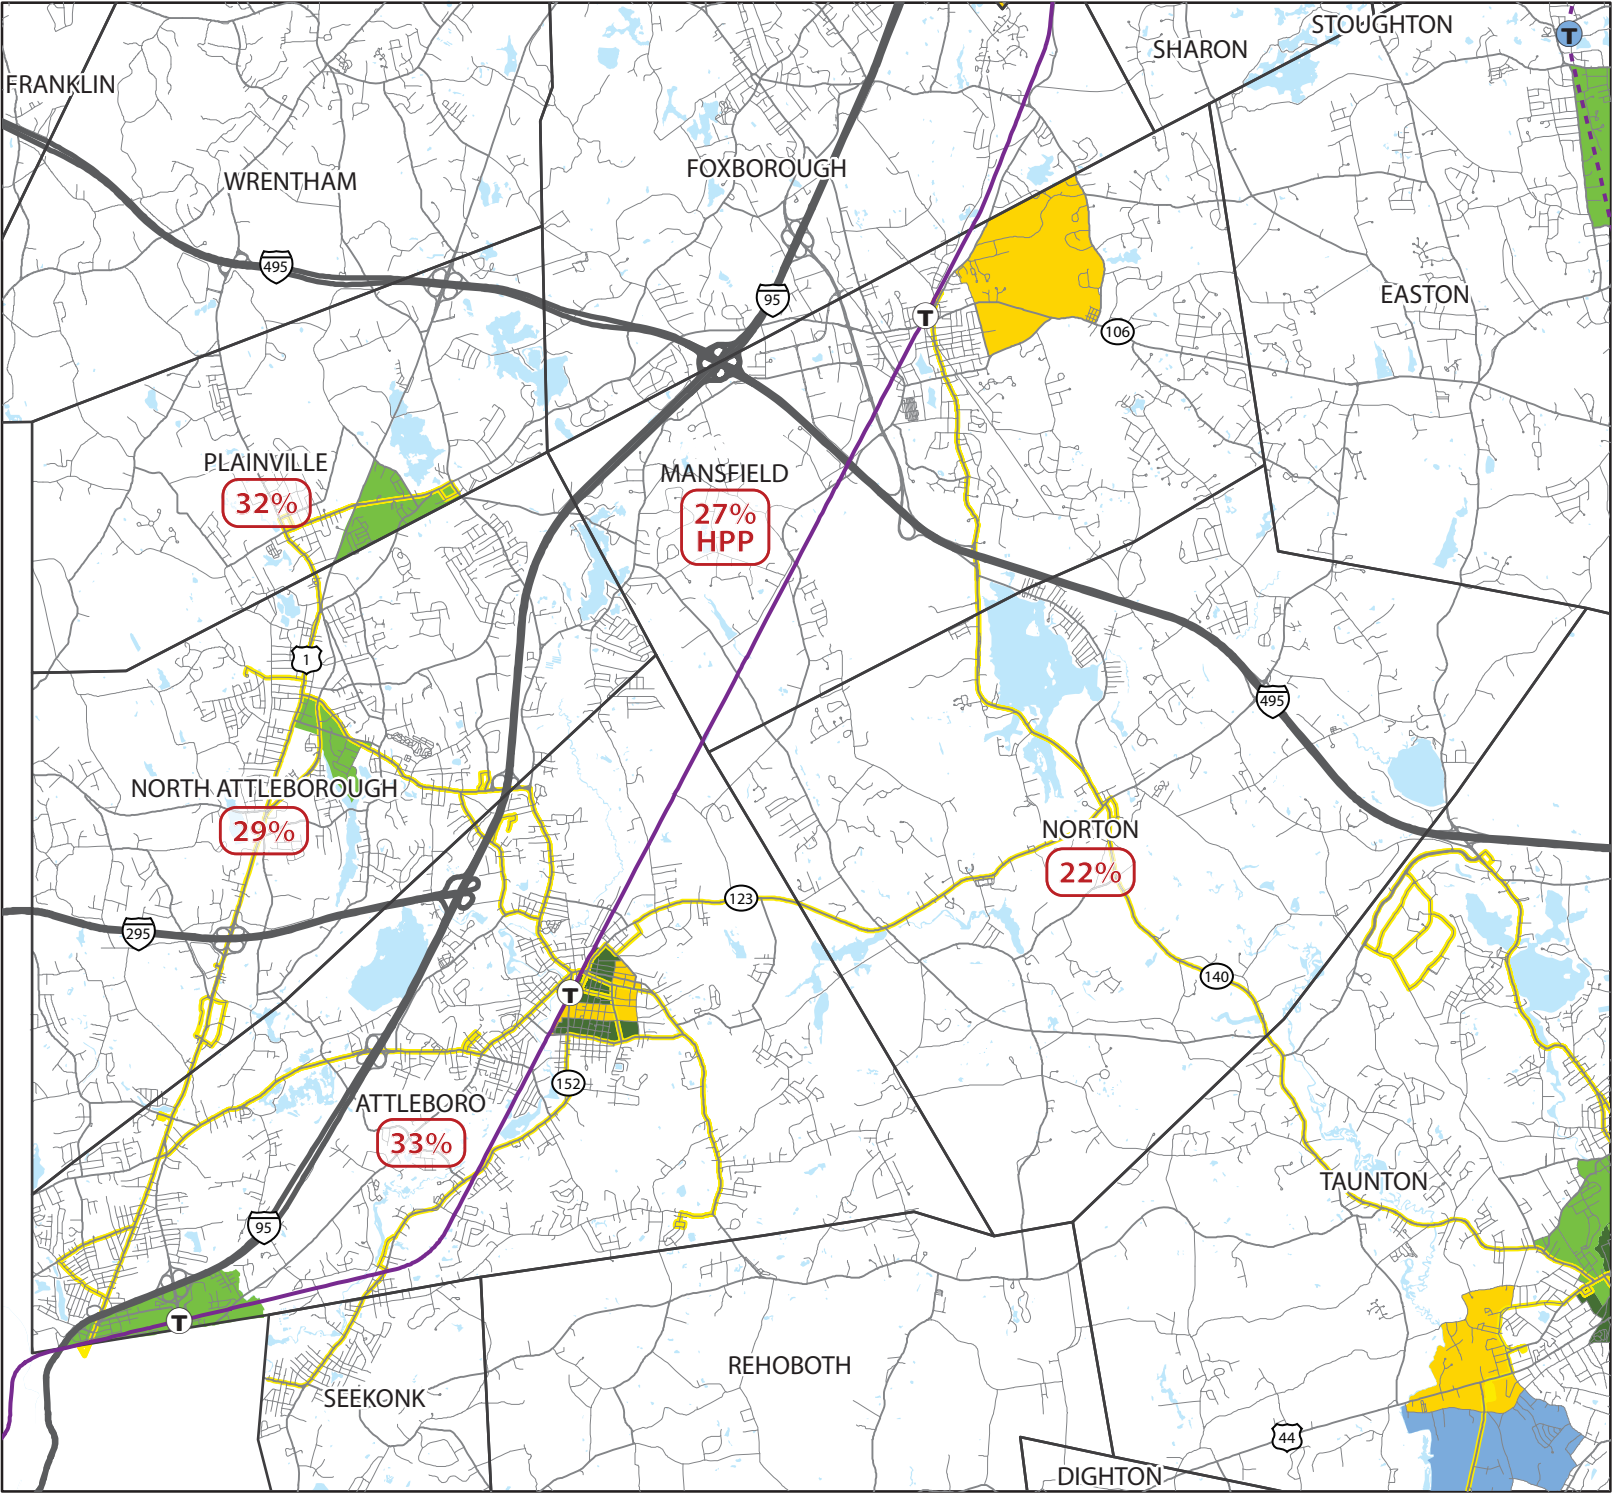 STOUGHTON
T
SHARON
FRANKLIN
FOXBOROUGH
WRENTHAM
495
95
EASTON
T
106
PLAINVILLE
32%
MANSFIELD
27%
HPP
1
495
NORTH ATTLEBOROUGH
29%
NORTON
22%
123
295
140
T
152
ATTLEBORO
33%
TAUNTON
95
T
REHOBOTH
SEEKONK
44
DIGHTON